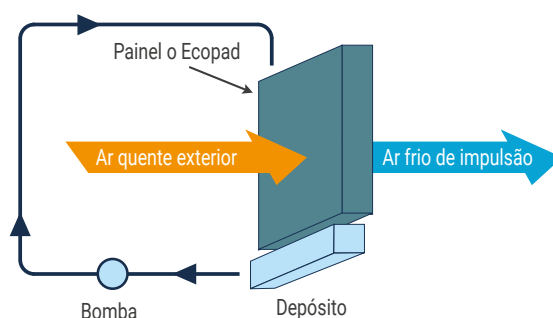 Painel o Ecopad
Ar quente exterior
Ar frio de impulsão
Bomba
Depósito